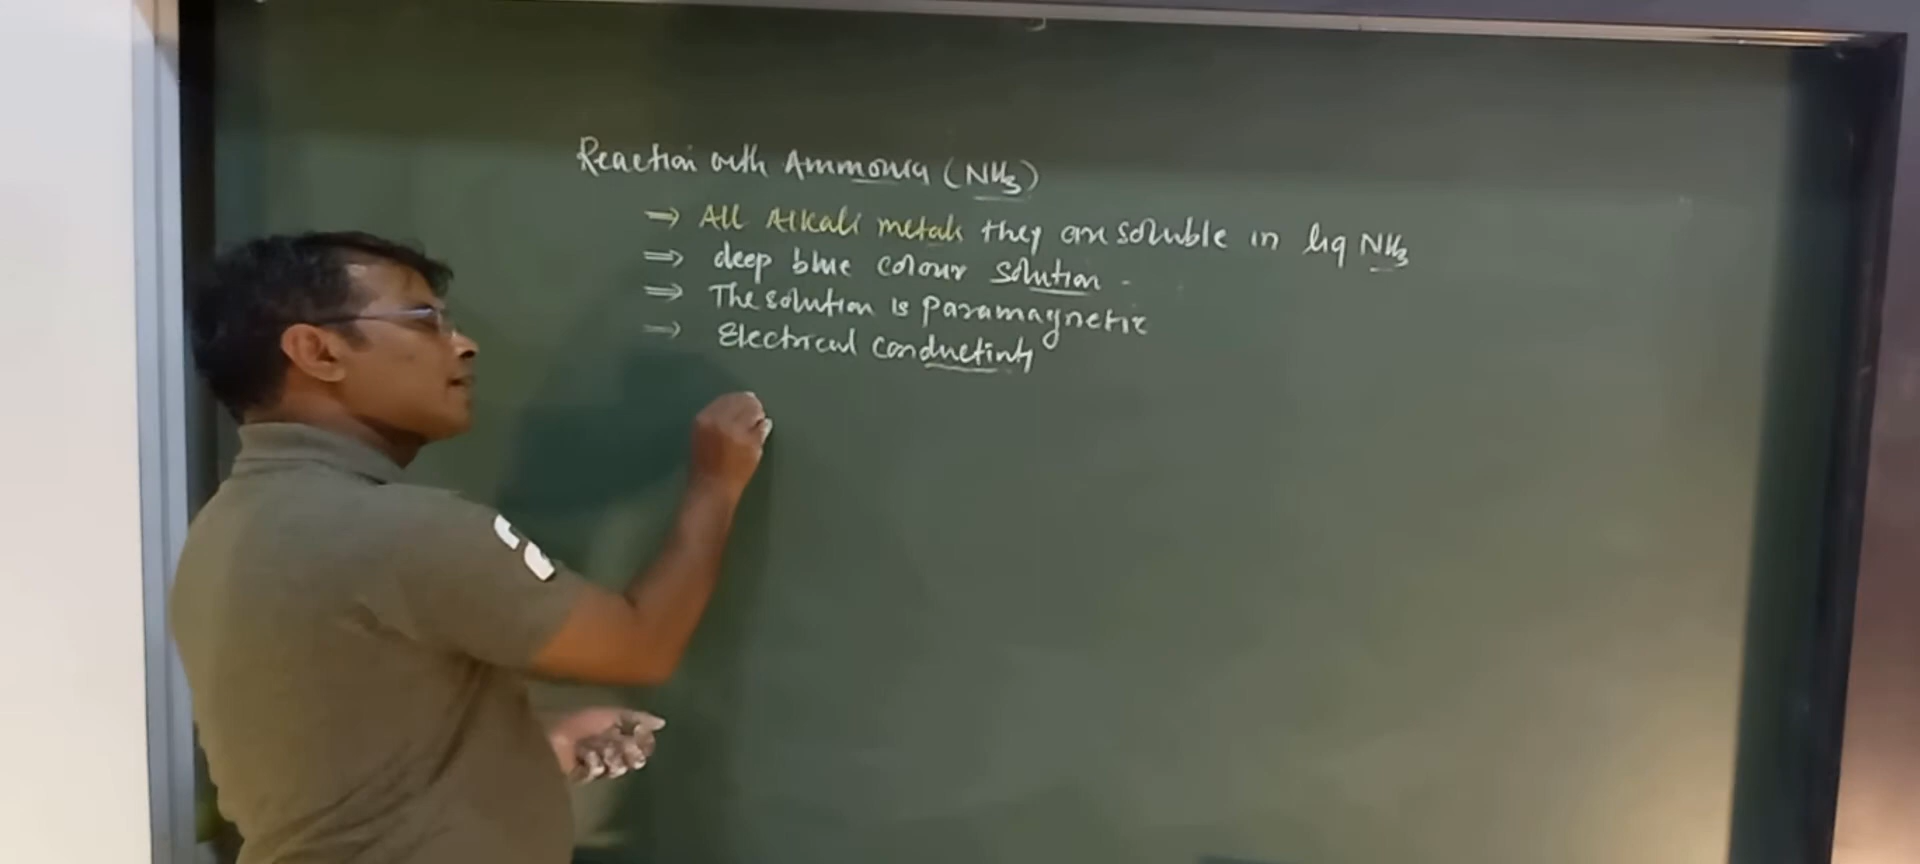 Reaction with Ammonia (NH3)
→ All Alkali metals they are soluble in liq NH3
⇒ deep blue colour solution.
⇒ The solution is paramagnetic
⇒ Electrical conductivity